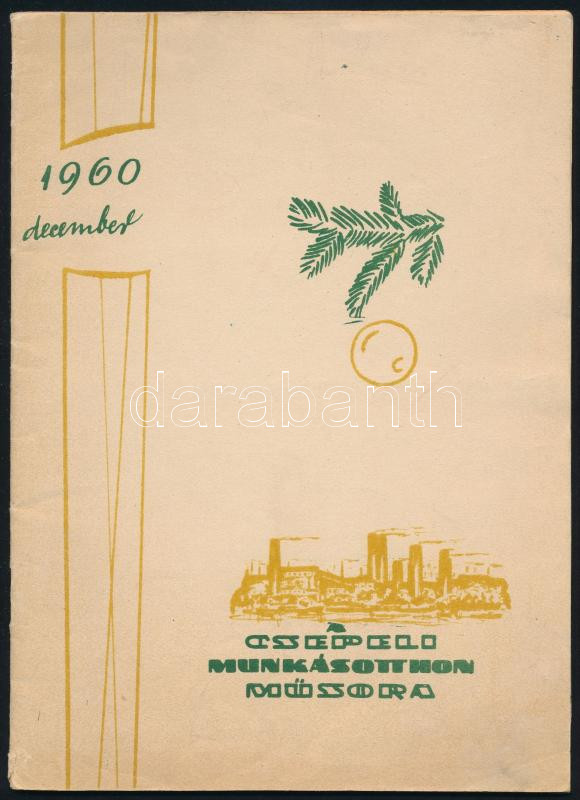 1960
december
darabanth
A
CSEPELI
MUNKÁSOTTHON
MŰSORA